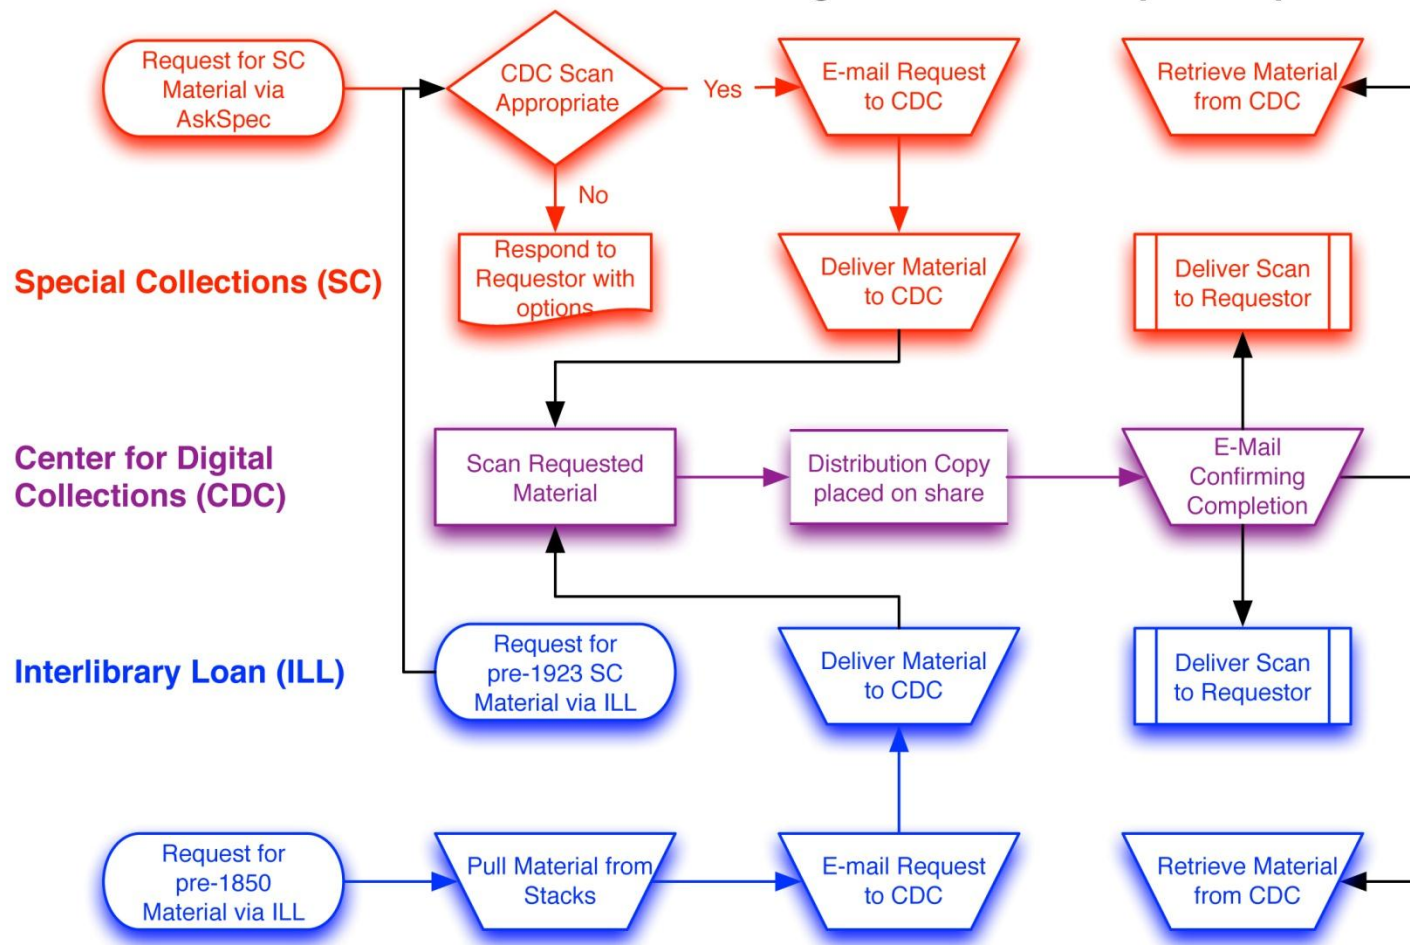 Request for SC
Material via
AskSpec
CDC Scan
Appropriate
Yes
E-mail Request
to CDC
Retrieve Material
from CDC
No
Special Collections (SC)
Respond to
Requestor with
options
Deliver Material
to CDC
Deliver Scan
to Requestor
Center for Digital
Collections (CDC)
Scan Requested
Material
Distribution Copy
placed on share
E-Mail
Confirming
Completion
Interlibrary Loan (ILL)
Request for
pre-1923 SC
Material via ILL
Deliver Material
to CDC
Deliver Scan
to Requestor
Request for
pre-1850
Material via ILL
Pull Material from
Stacks
E-mail Request
to CDC
Retrieve Material
from CDC